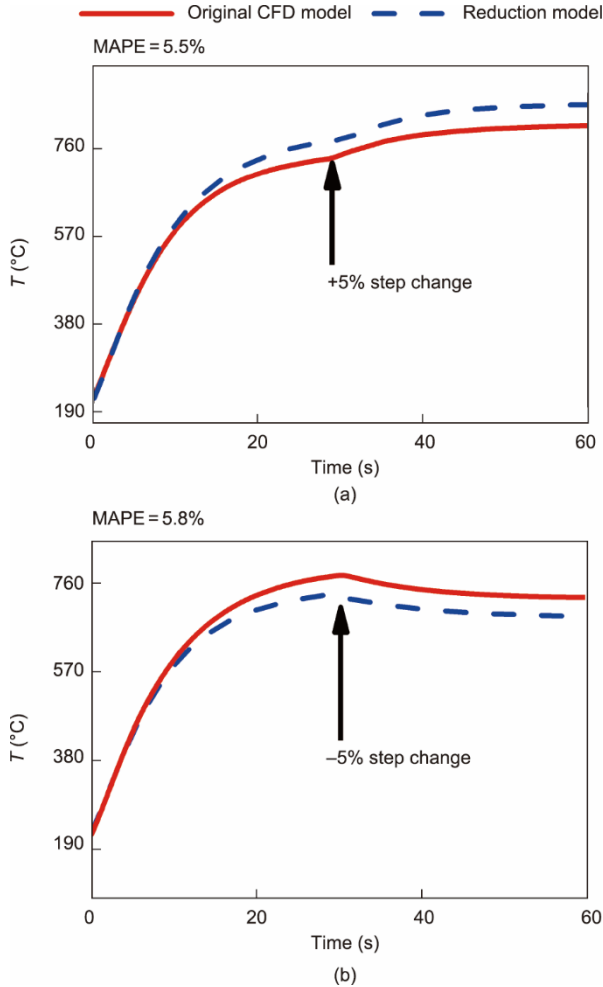 Original CFD model Reduction model
MAPE = 5.5%
760
570
380
190
T (°C)
+5% step change
0 20 40 60
Time (s)
(a)
MAPE = 5.8%
760
570
380
190
T (°C)
–5% step change
0 20 40 60
Time (s)
(b)